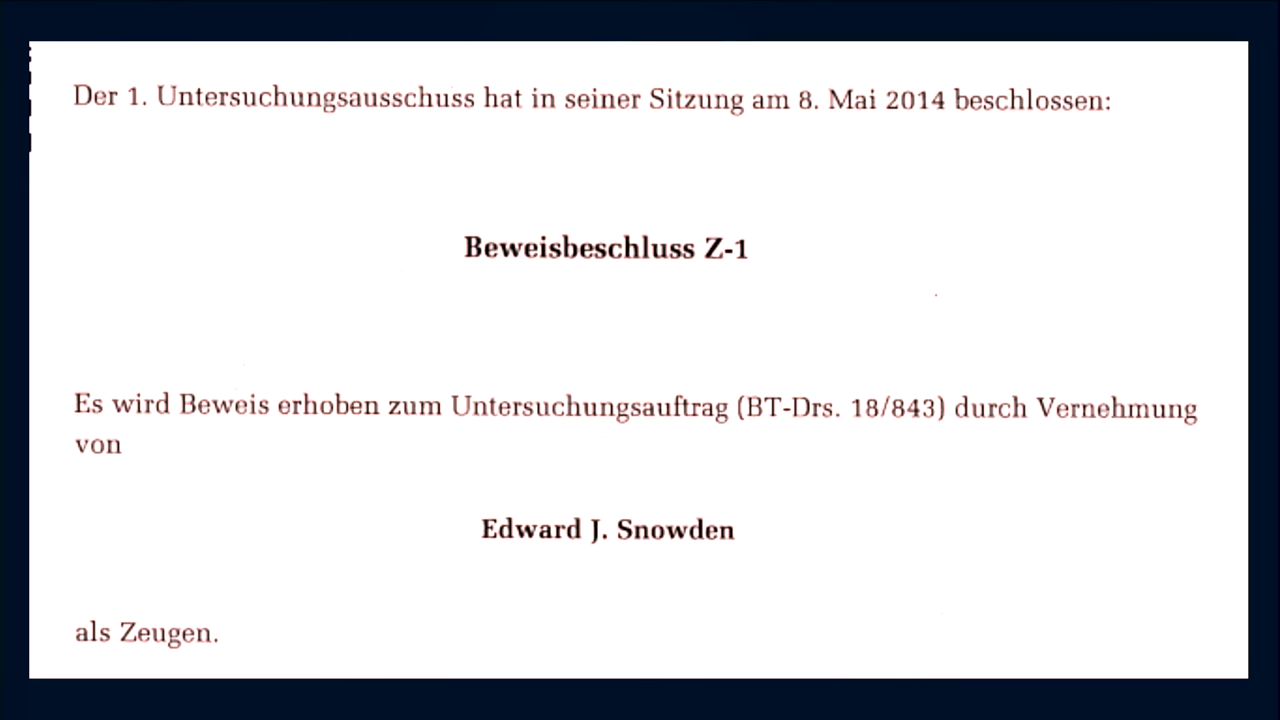 Der 1. Untersuchungsausschuss hat in seiner Sitzung am 8. Mai 2014 beschlossen:
Beweisbeschluss Z-1
Es wird Beweis erhoben zum Untersuchungsauftrag (BT-Drs. 18/843) durch Vernehmung
von
Edward J. Snowden
als Zeugen.